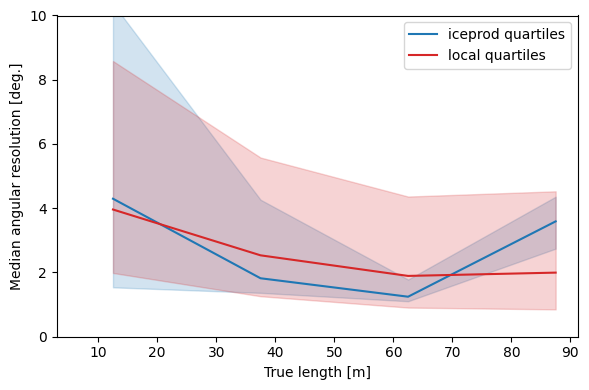 10
8
6
4
2
0
Median angular resolution [deg.]
iceprod quartiles
local quartiles
10 20 30 40 50 60 70 80 90
True length [m]